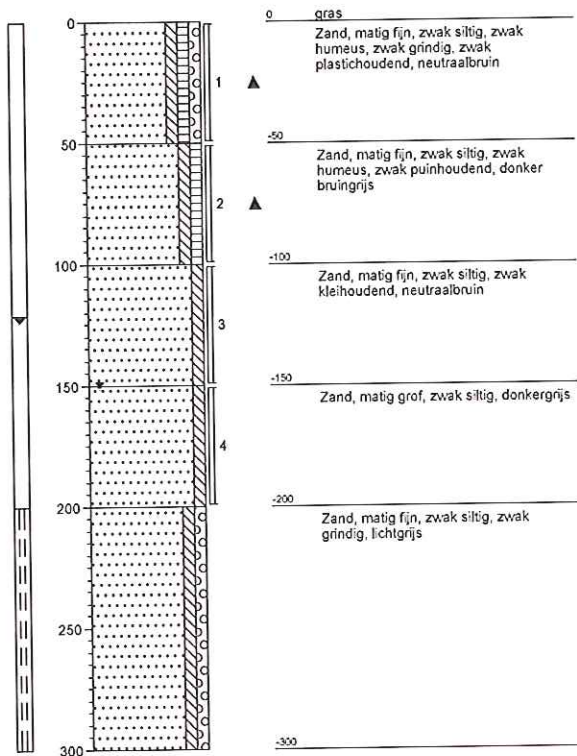 0
50
100
150
200
250
300
1
2
3
4
0 gras
Zand, matig fijn, zwak siltig, zwak
humeus, zwak grindig, zwak
plastichoudend, neutraalbruin
-50
Zand, matig fijn, zwak siltig, zwak
humeus, zwak puinhoudend, donker
bruingrijs
-100
Zand, matig fijn, zwak siltig, zwak
kleihoudend, neutraalbruin
-150
Zand, matig grof, zwak siltig, donkergrijs
-200
Zand, matig fijn, zwak siltig, zwak
grindig, lichtgrijs
-300